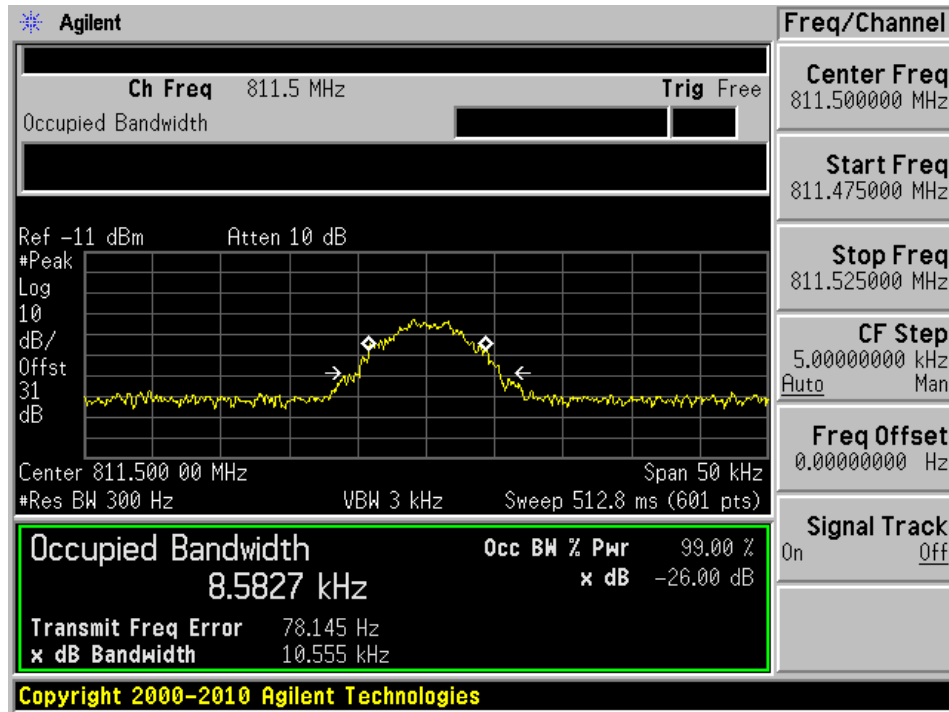 Agilent
Freq/Channel
Ch Freq 811.5 MHz Trig Free
Occupied Bandwidth
Center Freq
811.500000 MHz
Start Freq
811.475000 MHz
Stop Freq
811.525000 MHz
CF Step
5.00000000 kHz
Auto Man
Freq Offset
0.00000000 Hz
Signal Track
On Off
Ref -11 dBm Atten 10 dB
#Peak
Log
10
dB/
Offst
31
dB
Center 811.500 00 MHz Span 50 kHz
#Res BW 300 Hz VBW 3 kHz Sweep 512.8 ms (601 pts)
Occupied Bandwidth
8.5827 kHz
Occ BW % Pwr 99.00 %
x dB -26.00 dB
Transmit Freq Error 78.145 Hz
x dB Bandwidth 10.555 kHz
Copyright 2000-2010 Agilent Technologies